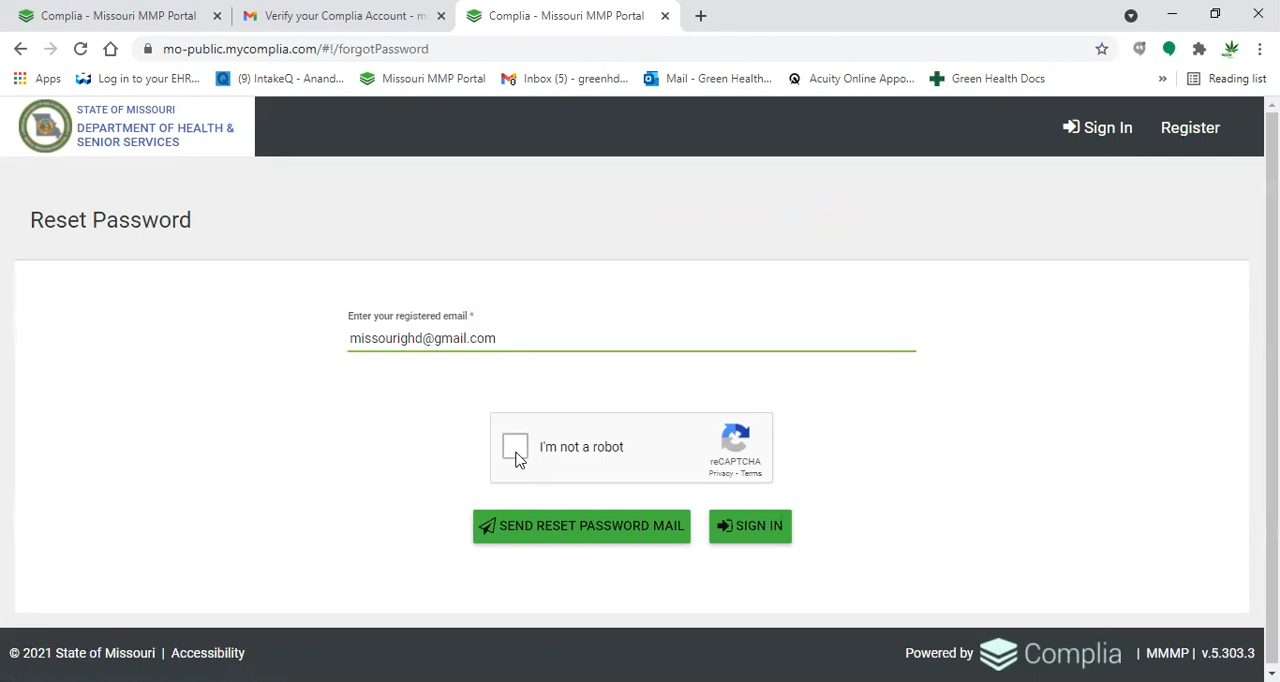 Complia - Missouri MMP Portal
Verify your Complia Account - m
Complia - Missouri MMP Portal
mo-public.mycomplia.com/#!/forgotPassword
Apps
Log in to your EHR...
(9) IntakeQ - Anand...
Missouri MMP Portal
Inbox (5) - greenhd...
Mail - Green Health...
Acuity Online Appo...
Green Health Docs
»
Reading list
STATE OF MISSOURI
DEPARTMENT OF HEALTH &
SENIOR SERVICES
Sign In
Register
Reset Password
Enter your registered email *
missourighd@gmail.com
I'm not a robot
reCAPTCHA
Privacy - Terms
SEND RESET PASSWORD MAIL
SIGN IN
© 2021 State of Missouri | Accessibility
Powered by Complia | MMMP | v.5.303.3